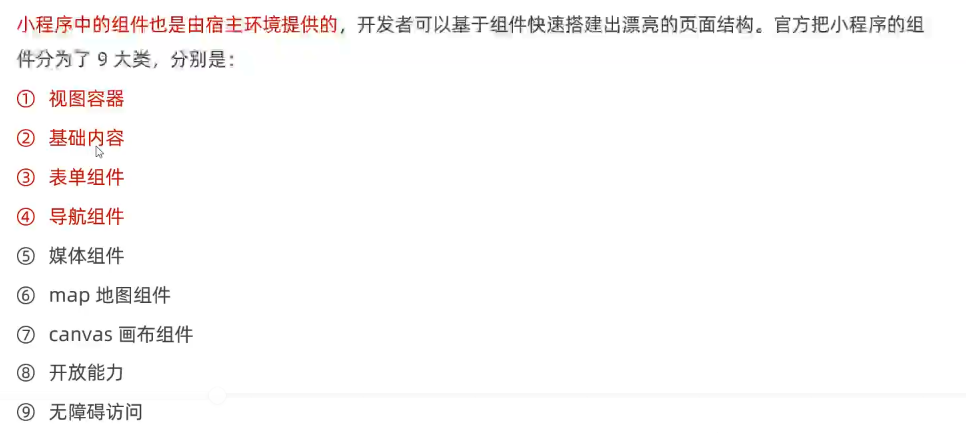 小程序中的组件也是由宿主环境提供的，开发者可以基于组件快速搭建出漂亮的页面结构。官方把小程序的组
件分为了 9 大类，分别是：
① 视图容器
② 基础内容
③ 表单组件
④ 导航组件
⑤ 媒体组件
⑥ map 地图组件
⑦ canvas 画布组件
⑧ 开放能力
⑨ 无障碍访问